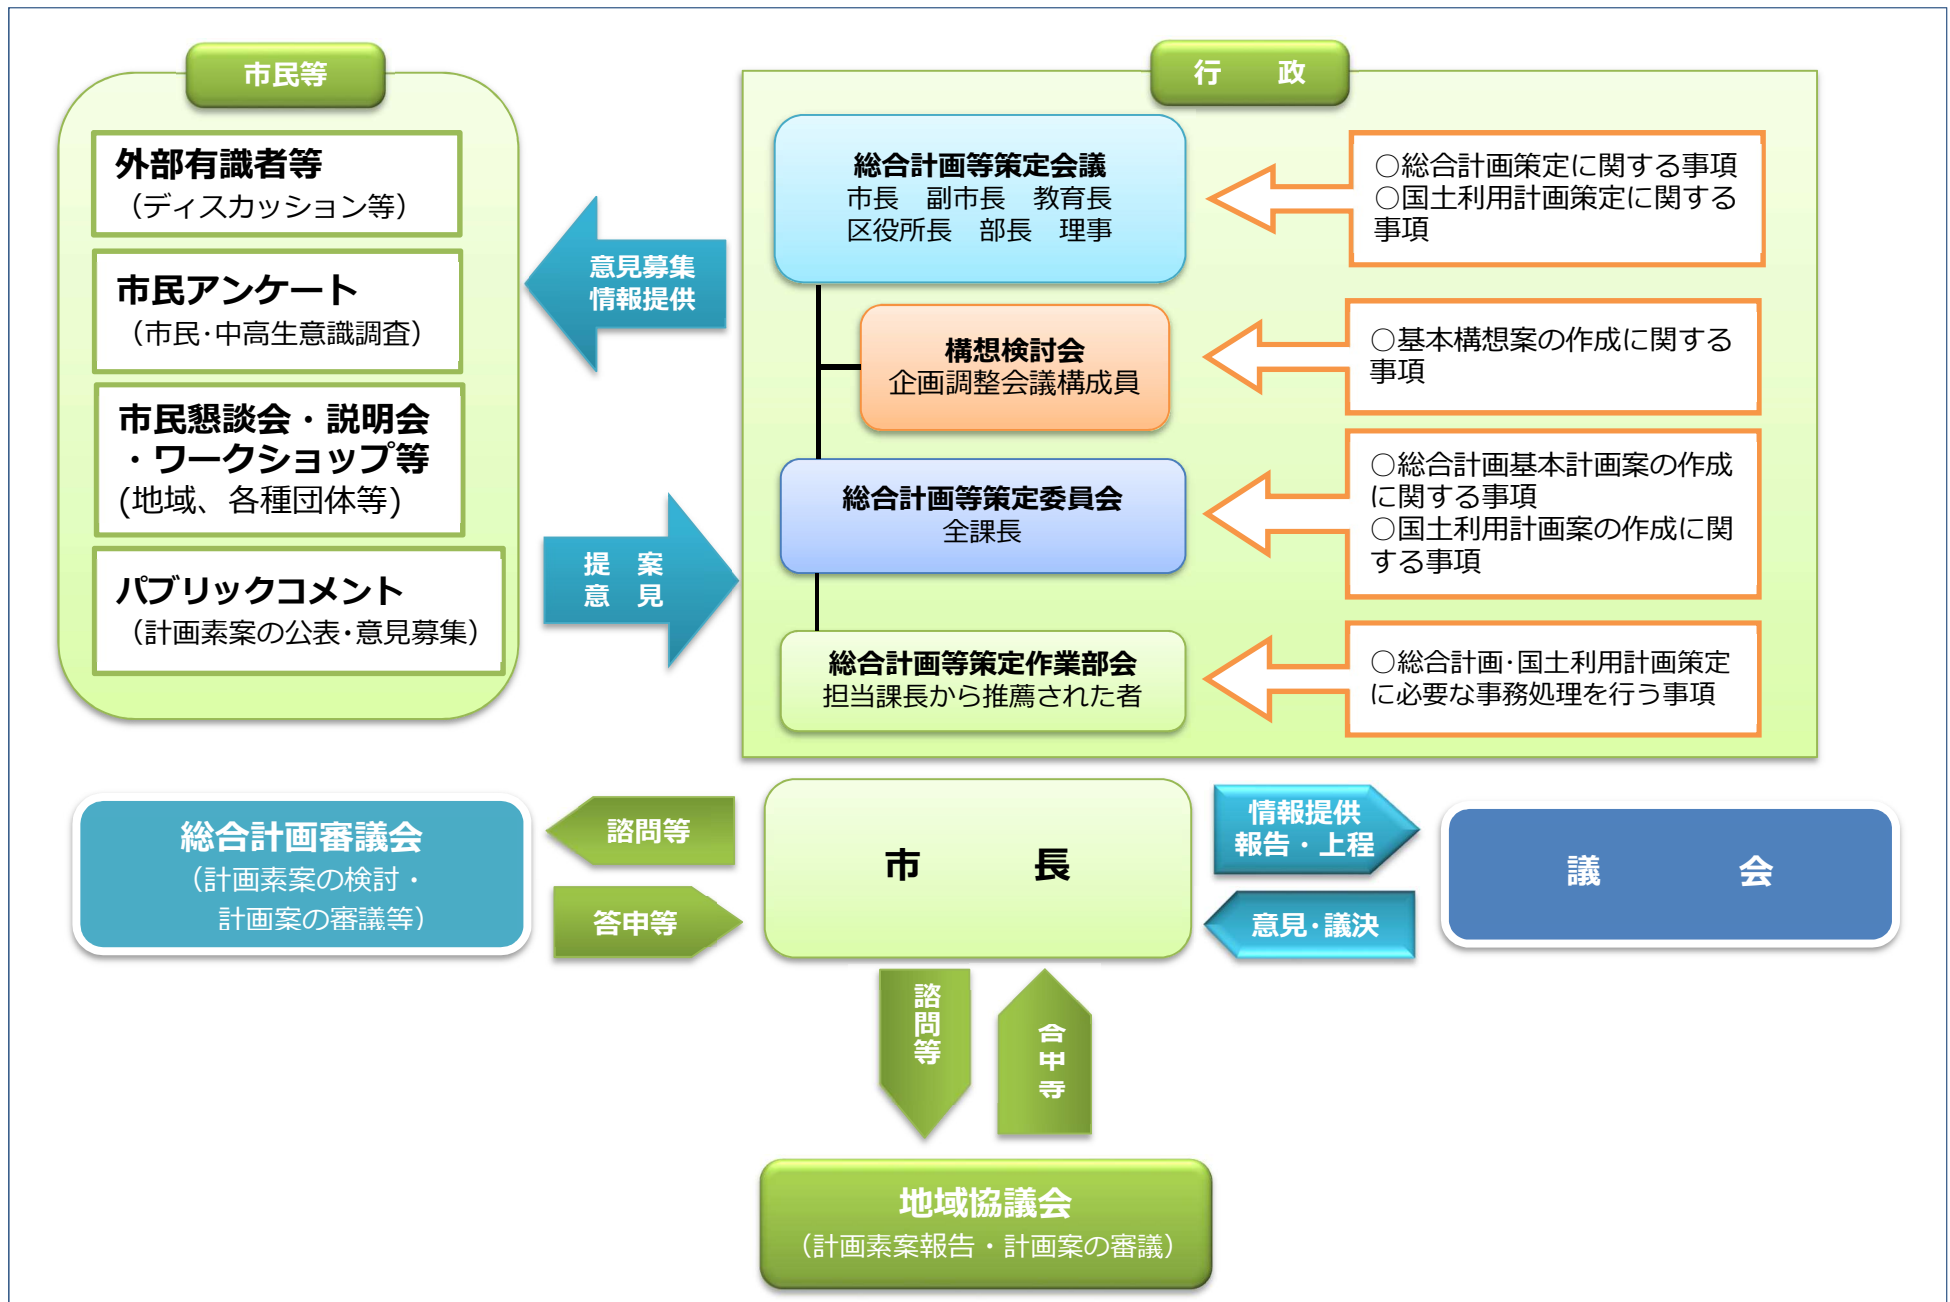 市民等
外部有識者等
（ディスカッション等）
市民アンケート
（市民・中高生意識調査）
市民懇談会・説明会
・ワークショップ等
(地域、各種団体等)
パブリックコメント
（計画素案の公表・意見募集）
意見募集
情報提供
提　案
意　見
行　政
総合計画等策定会議
市長　副市長　教育長
区役所長　部長　理事
○総合計画策定に関する事項
○国土利用計画策定に関する
事項
構想検討会
企画調整会議構成員
○基本構想案の作成に関する
事項
総合計画等策定委員会
全課長
○総合計画基本計画案の作成
に関する事項
○国土利用計画案の作成に関
する事項
総合計画等策定作業部会
担当課長から推薦された者
○総合計画・国土利用計画策定
に必要な事務処理を行う事項
総合計画審議会
（計画素案の検討・
計画案の審議等）
諮問等
答申等
市　長
情報提供
報告・上程
意見・議決
議　会
諮問等
答申等
地域協議会
（計画素案報告・計画案の審議）